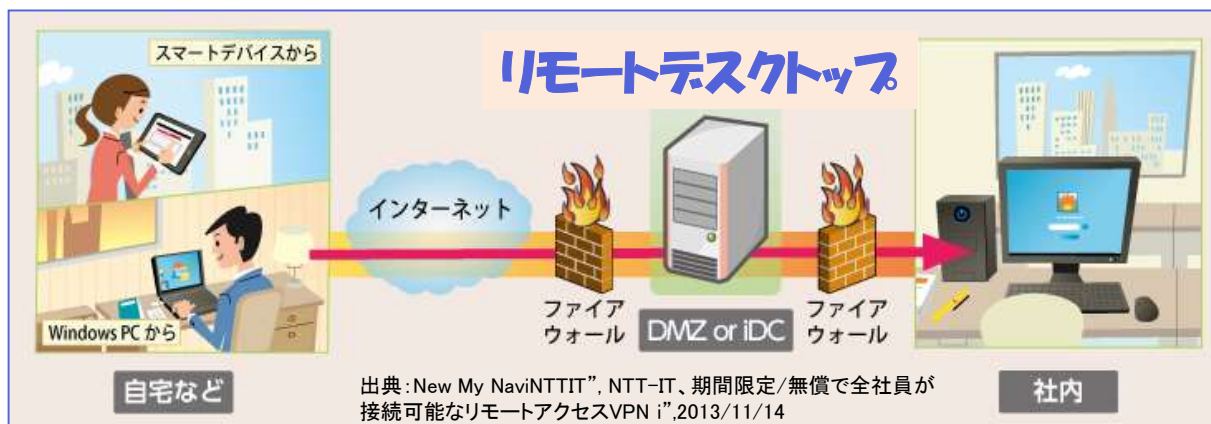 スマートデバイスから
リモートデスクトップ
インターネット
Windows PC から
ファイア
ウォール
DMZ or iDC
ファイア
ウォール
自宅など
出典：New My NaviNTTIT”, NTT-IT、期間限定/無償で全社員が
接続可能なリモートアクセスVPN i”,2013/11/14
社内